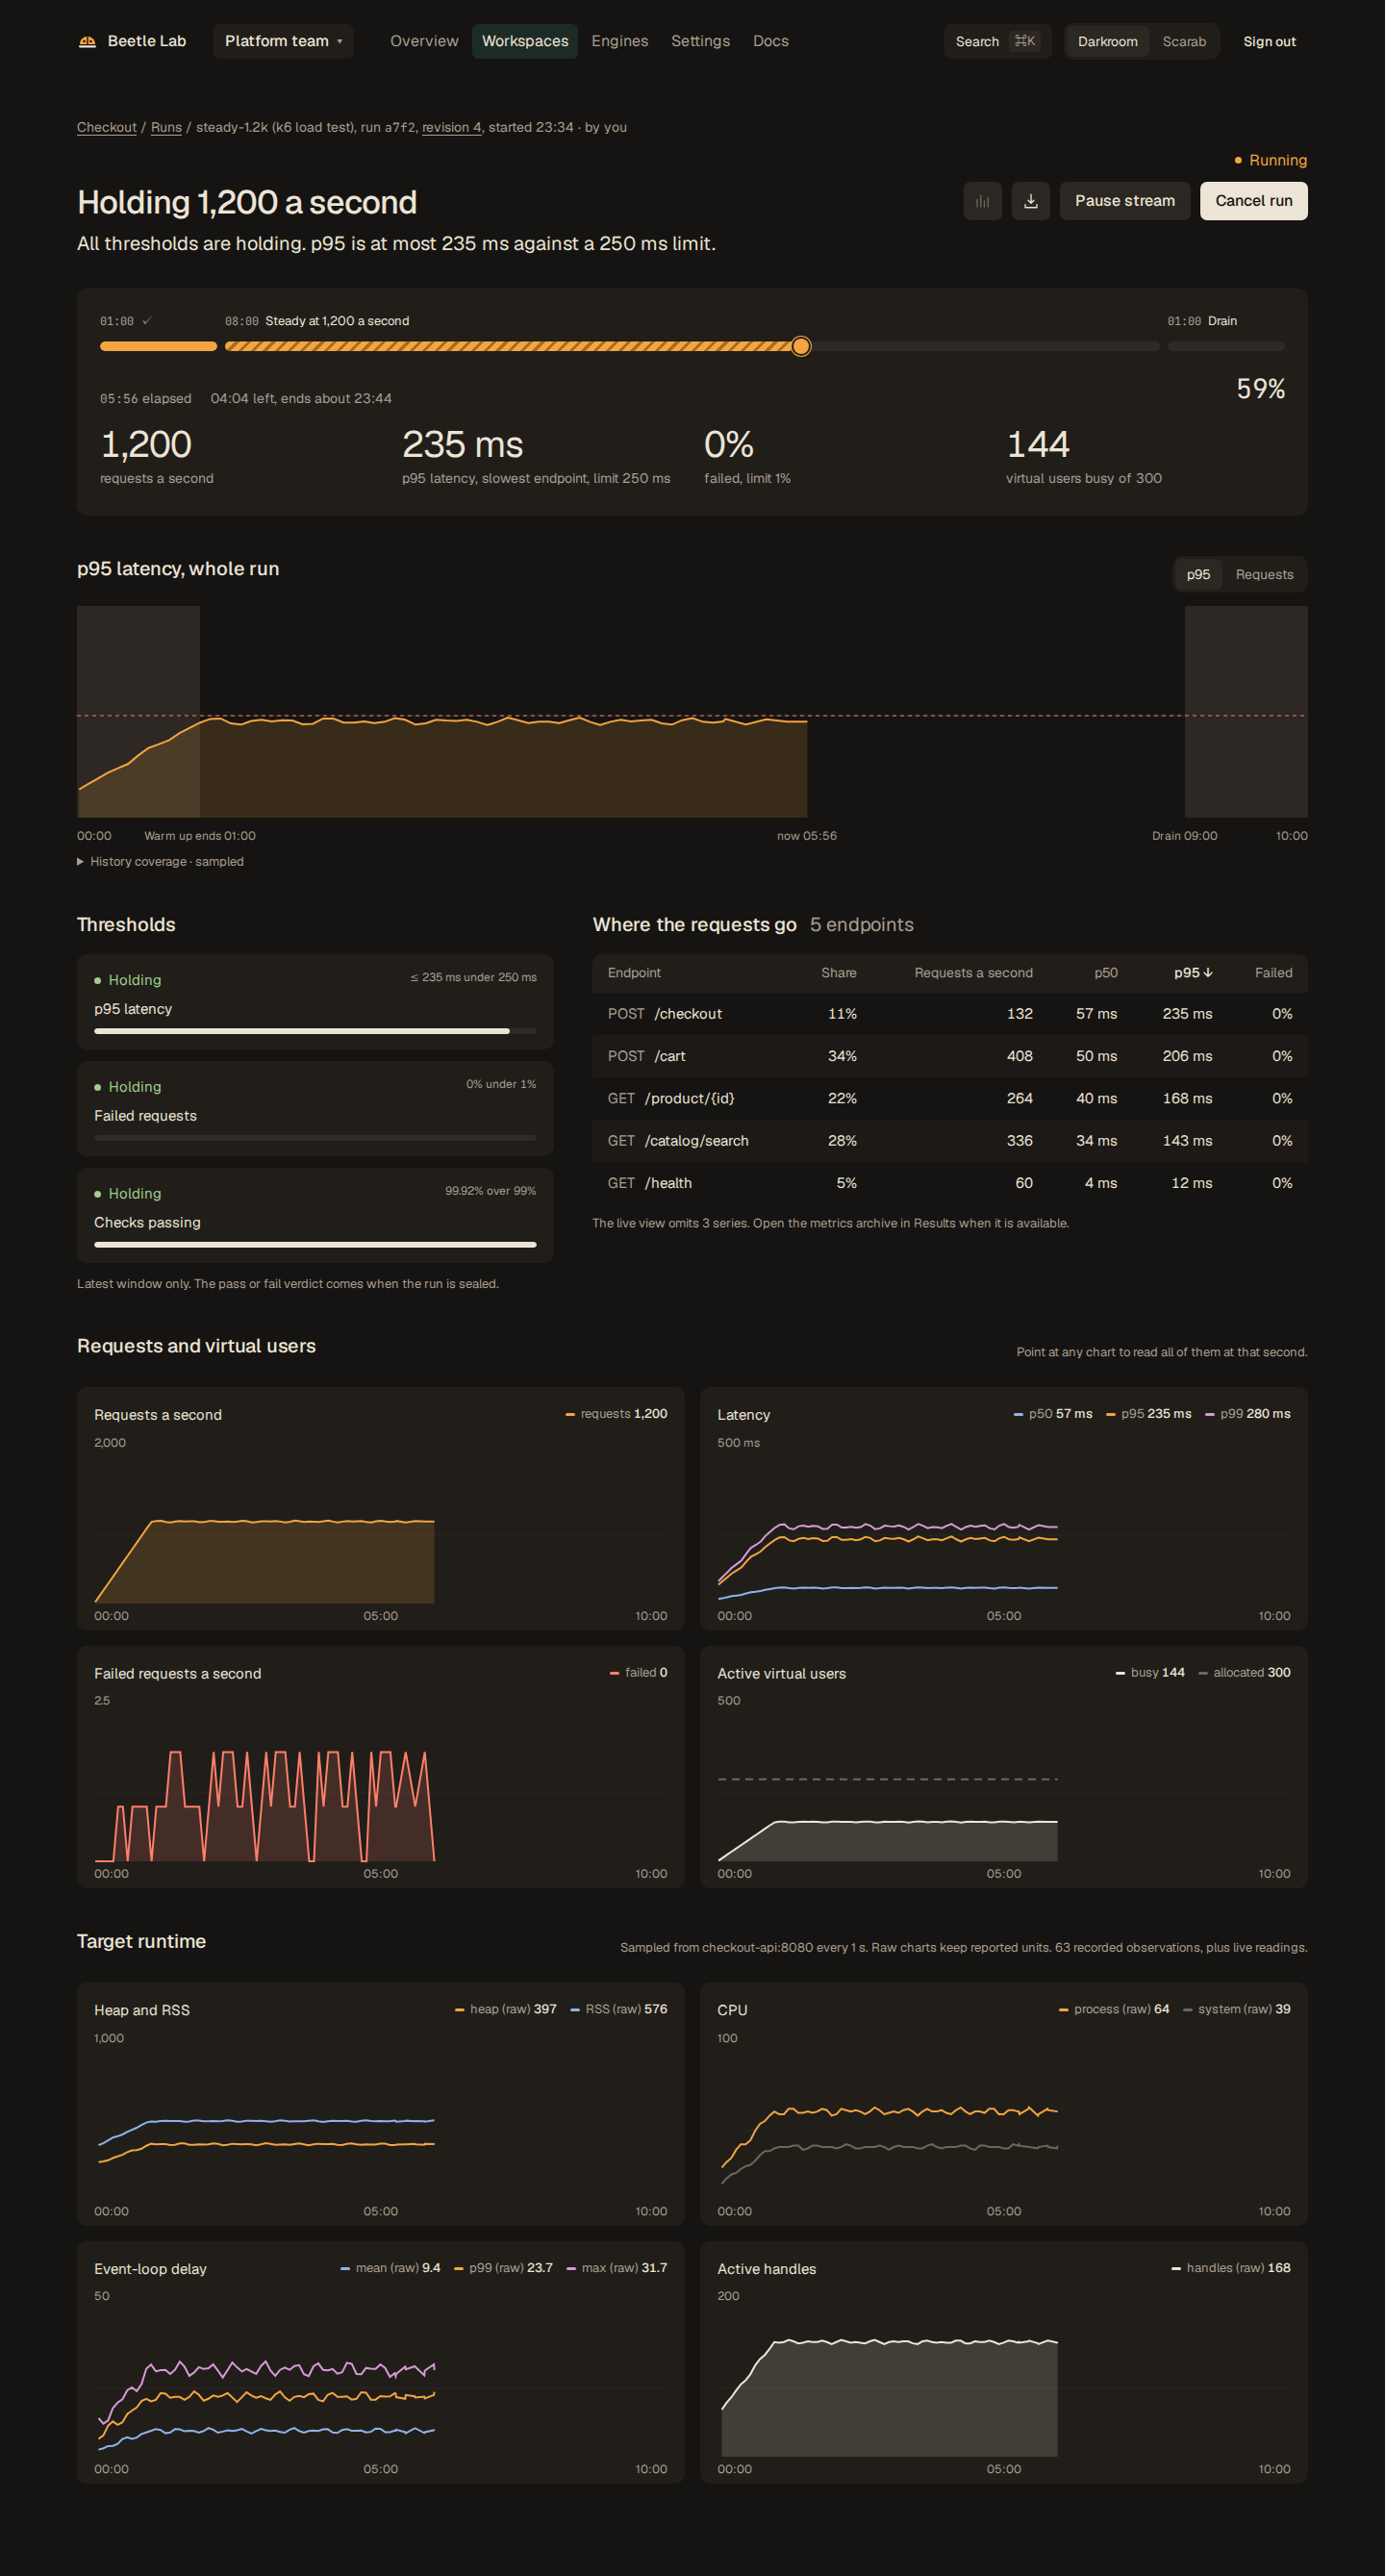 Beetle Lab
Platform team
Overview
Workspaces
Engines
Settings
Docs
Search ⌘K
Darkroom
Scarab
Sign out
Checkout / Runs / steady-1.2k (k6 load test), run a7f2, revision 4, started 23:34 · by you
Running
Holding 1,200 a second
Pause stream
Cancel run
All thresholds are holding. p95 is at most 235 ms against a 250 ms limit.
01:00 ✓
08:00 Steady at 1,200 a second
01:00 Drain
05:56 elapsed
04:04 left, ends about 23:44
59%
1,200
requests a second
235 ms
p95 latency, slowest endpoint, limit 250 ms
0%
failed, limit 1%
144
virtual users busy of 300
p95 latency, whole run
p95
Requests
00:00
Warm up ends 01:00
now 05:56
Drain 09:00
10:00
History coverage · sampled
Thresholds
Holding
≤ 235 ms under 250 ms
p95 latency
Holding
0% under 1%
Failed requests
Holding
99.92% over 99%
Checks passing
Latest window only. The pass or fail verdict comes when the run is sealed.
Where the requests go 5 endpoints
Endpoint Share Requests a second p50 p95 ↓ Failed
POST /checkout 11% 132 57 ms 235 ms 0%
POST /cart 34% 408 50 ms 206 ms 0%
GET /product/{id} 22% 264 40 ms 168 ms 0%
GET /catalog/search 28% 336 34 ms 143 ms 0%
GET /health 5% 60 4 ms 12 ms 0%
The live view omits 3 series. Open the metrics archive in Results when it is available.
Requests and virtual users
Point at any chart to read all of them at that second.
Requests a second
requests 1,200
2,000
00:00 05:00 10:00
Latency
p50 57 ms p95 235 ms p99 280 ms
500 ms
00:00 05:00 10:00
Failed requests a second
failed 0
2.5
00:00 05:00 10:00
Active virtual users
busy 144 allocated 300
500
00:00 05:00 10:00
Target runtime
Sampled from checkout-api:8080 every 1 s. Raw charts keep reported units. 63 recorded observations, plus live readings.
Heap and RSS
heap (raw) 397 RSS (raw) 576
1,000
00:00 05:00 10:00
CPU
process (raw) 64 system (raw) 39
100
00:00 05:00 10:00
Event-loop delay
mean (raw) 9.4 p99 (raw) 23.7 max (raw) 31.7
50
00:00 05:00 10:00
Active handles
handles (raw) 168
200
00:00 05:00 10:00